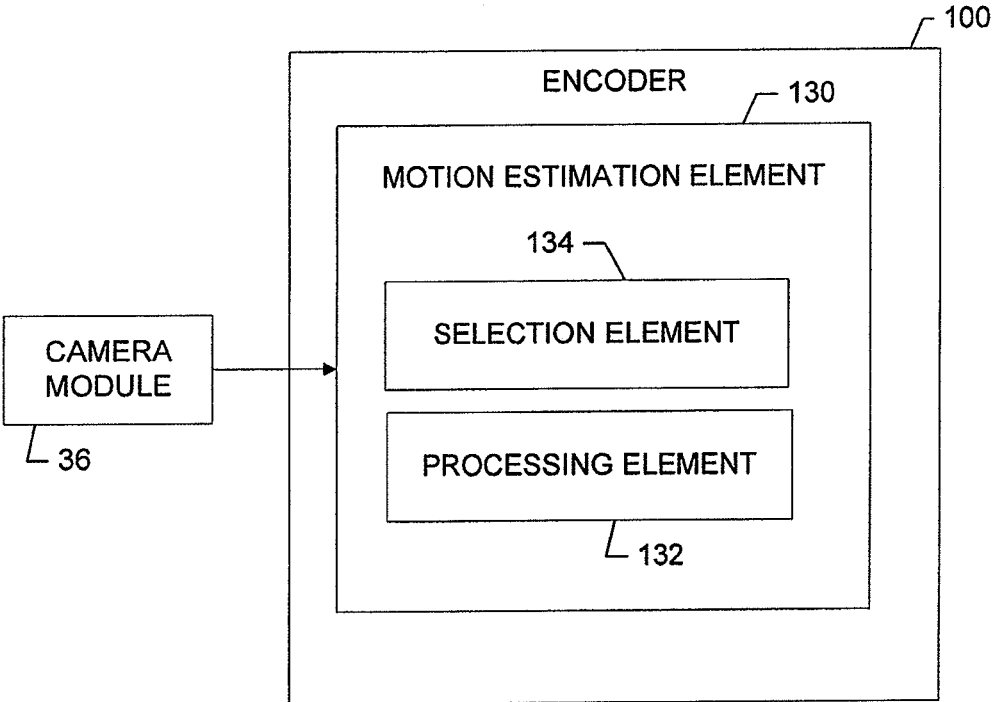 100
ENCODER
130
MOTION ESTIMATION ELEMENT
134
SELECTION ELEMENT
CAMERA
MODULE
36
PROCESSING ELEMENT
132